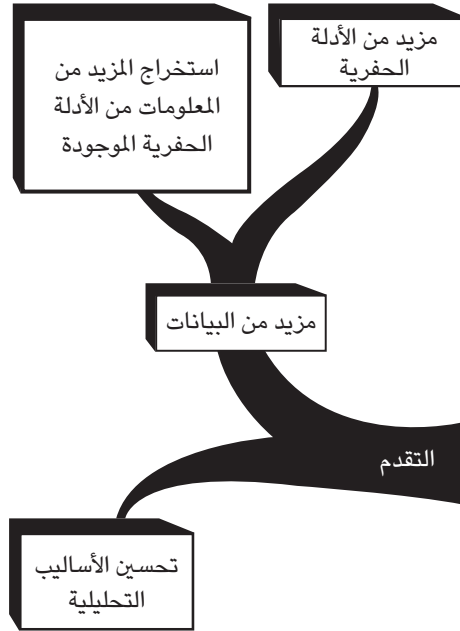 مزيد من الأدلة
الحفرية
استخراج المزيد من
المعلومات من الأدلة
الحفرية الموجودة
مزيد من البيانات
التقدم
تحسين الأساليب
التحليلية